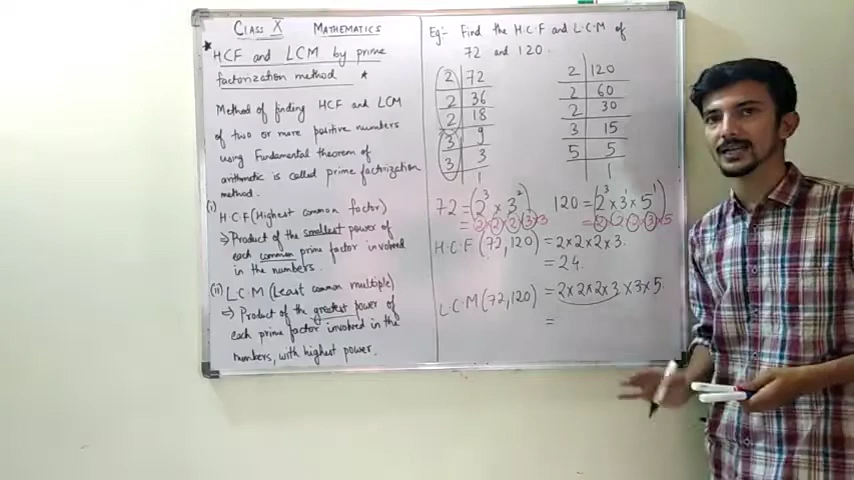 CLASS X MATHEMATICS
HCF and LCM by prime
factorization method
Method of finding HCF and LCM
of two or more positive numbers
using Fundamental theorem of
arithmetic is called prime factrization
method.
(i) H.C.F (Highest common factor)
⇒ Product of the smallest power of
each common prime factor involved
in the numbers.
(ii) L.C.M (Least common multiple)
⇒ Product of the greatest power of
each prime factor involved in the
numbers, with highest power.
Eg:- Find the H.C.F and L.C.M of
72 and 120.
2 72
2 36
2 18
3 9
3 3
1
2 120
2 60
2 30
3 15
5 5
1
72 = (2³ × 3²)
= 2×2×2×3×3
120 = (2³ × 3¹ × 5¹)
= 2×2×2×3×5
H.C.F (72,120) = 2×2×2×3.
= 24.
L.C.M (72,120) = 2×2×2×3×3×5.
=